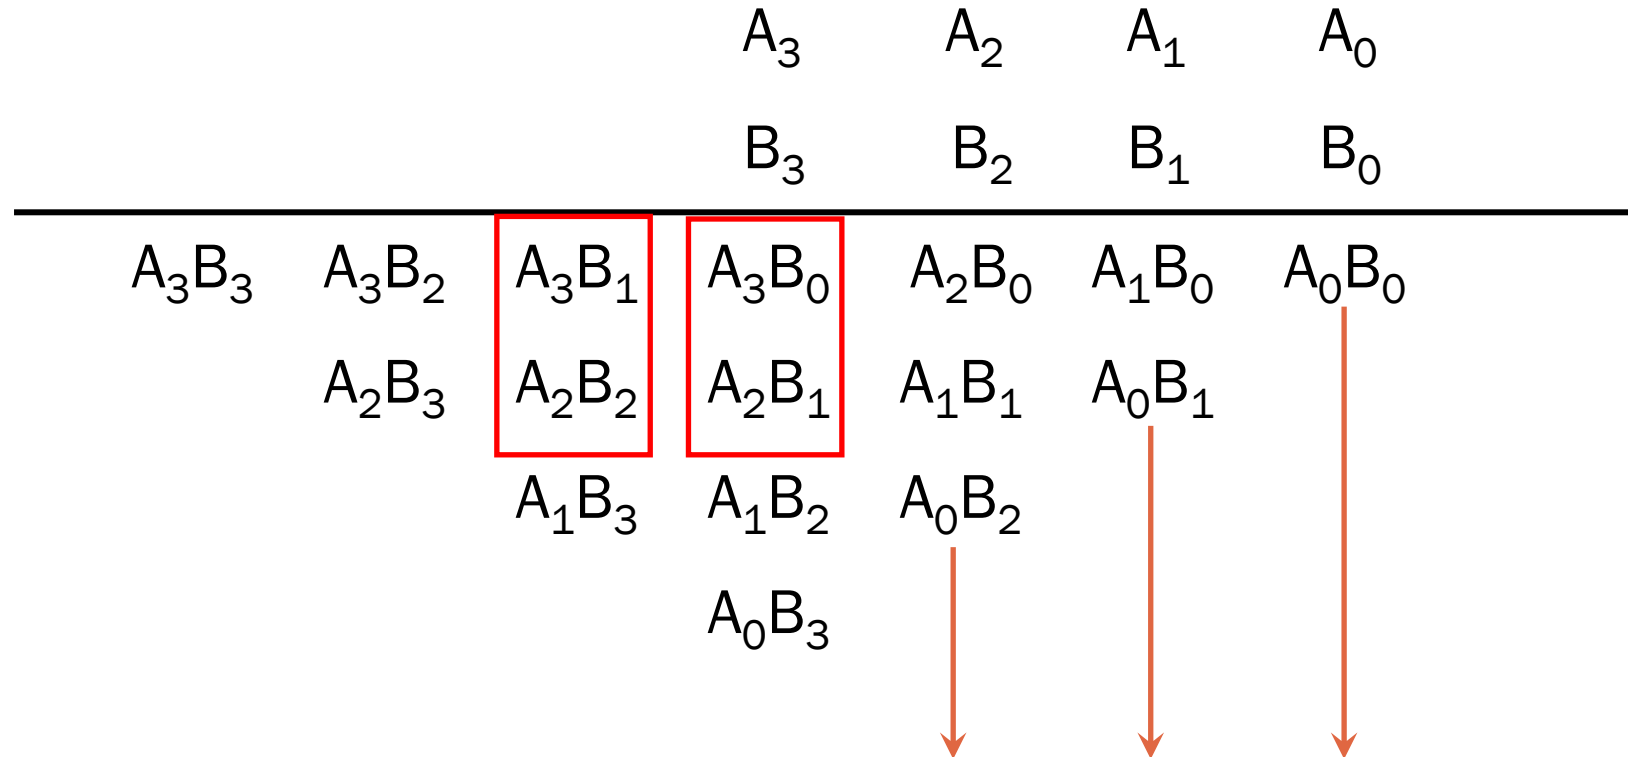 A₃ A₂ A₁ A₀
B₃ B₂ B₁ B₀
A₃B₃ A₃B₂ A₃B₁ A₃B₀ A₂B₀ A₁B₀ A₀B₀
A₂B₃ A₂B₂ A₂B₁ A₁B₁ A₀B₁
A₁B₃ A₁B₂ A₀B₂
A₀B₃